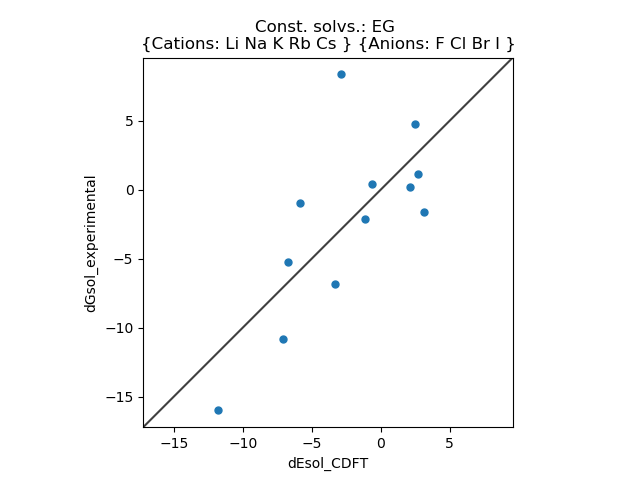 Const. solvs.: EG
{Cations: Li Na K Rb Cs } {Anions: F Cl Br I }
5
0
−5
−10
−15
dGsol_experimental
−15
−10
−5
0
5
dEsol_CDFT